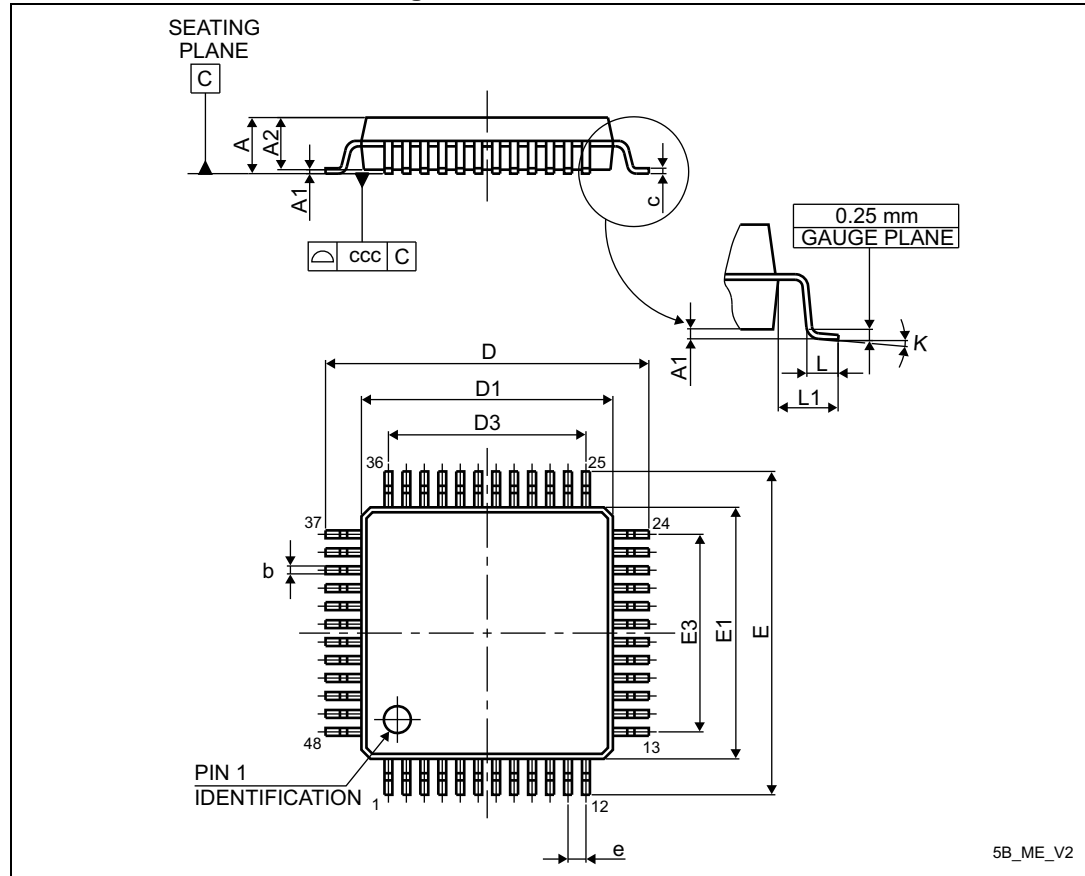 SEATING
PLANE
C
A
A2
A1
c
ccc C
0.25 mm
GAUGE PLANE
A1
K
L
L1
D
D1
D3
36
25
37
24
b
E3
E1
E
48
13
PIN 1
IDENTIFICATION
1
12
e
5B_ME_V2